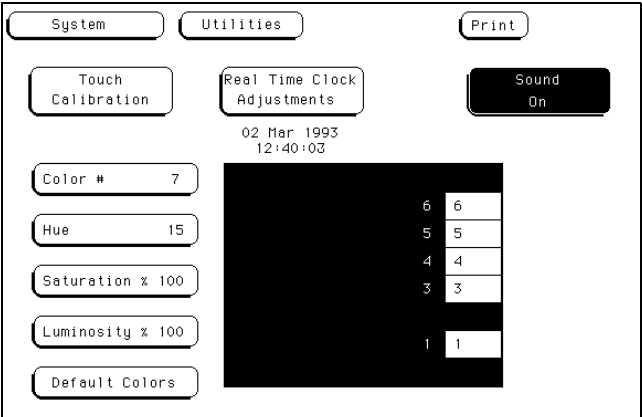 System Utilities Print
Touch Calibration
Real Time Clock Adjustments
Sound On
02 Mar 1993
12:40:03
Color # 7
Hue 15
Saturation % 100
Luminosity % 100
Default Colors
6 6
5 5
4 4
3 3
1 1